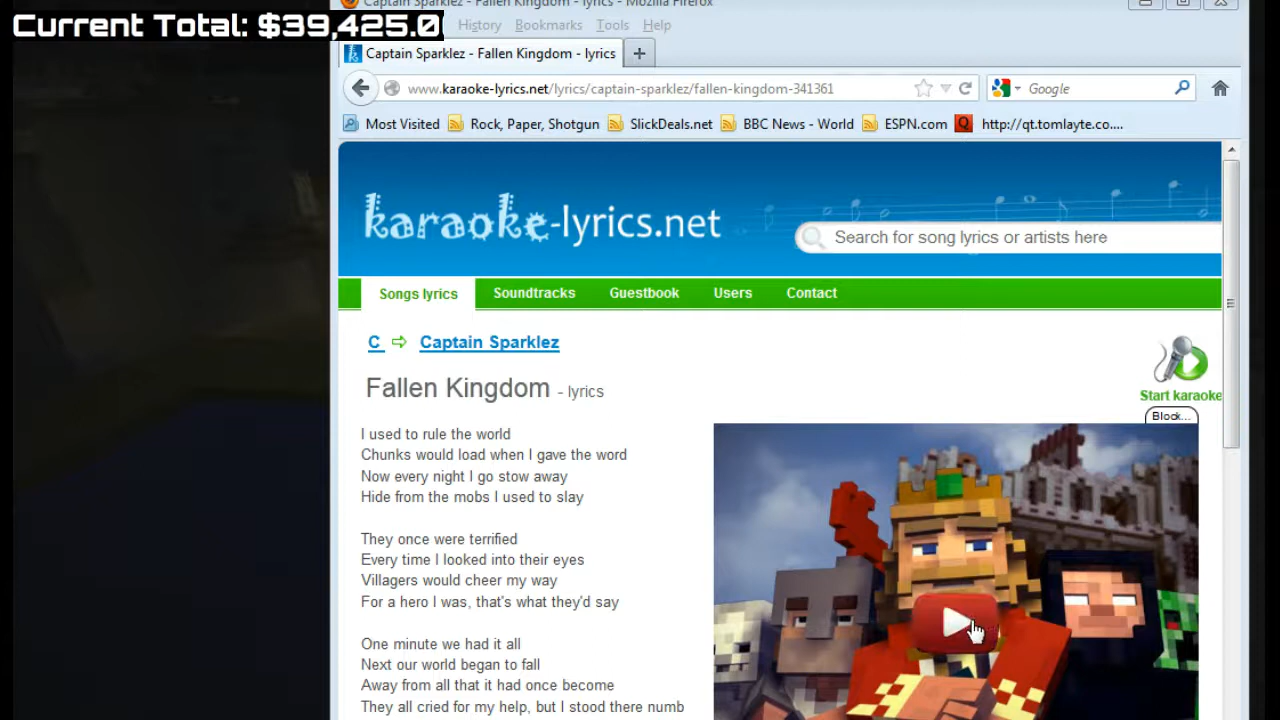 Captain Sparklez - Fallen Kingdom - lyrics - Mozilla Firefox
Current Total: $39,425.0
History Bookmarks Tools Help
Captain Sparklez - Fallen Kingdom - lyrics +
www.karaoke-lyrics.net/lyrics/captain-sparklez/fallen-kingdom-341361 Google
Most Visited Rock, Paper, Shotgun SlickDeals.net BBC News - World ESPN.com Q http://qt.tomlayte.co....
karaoke-lyrics.net
Search for song lyrics or artists here
Songs lyrics Soundtracks Guestbook Users Contact
C ⇨ Captain Sparklez
Fallen Kingdom - lyrics
Start karaoke
Block...
I used to rule the world
Chunks would load when I gave the word
Now every night I go stow away
Hide from the mobs I used to slay
They once were terrified
Every time I looked into their eyes
Villagers would cheer my way
For a hero I was, that's what they'd say
One minute we had it all
Next our world began to fall
Away from all that it had once become
They all cried for my help, but I stood there numb